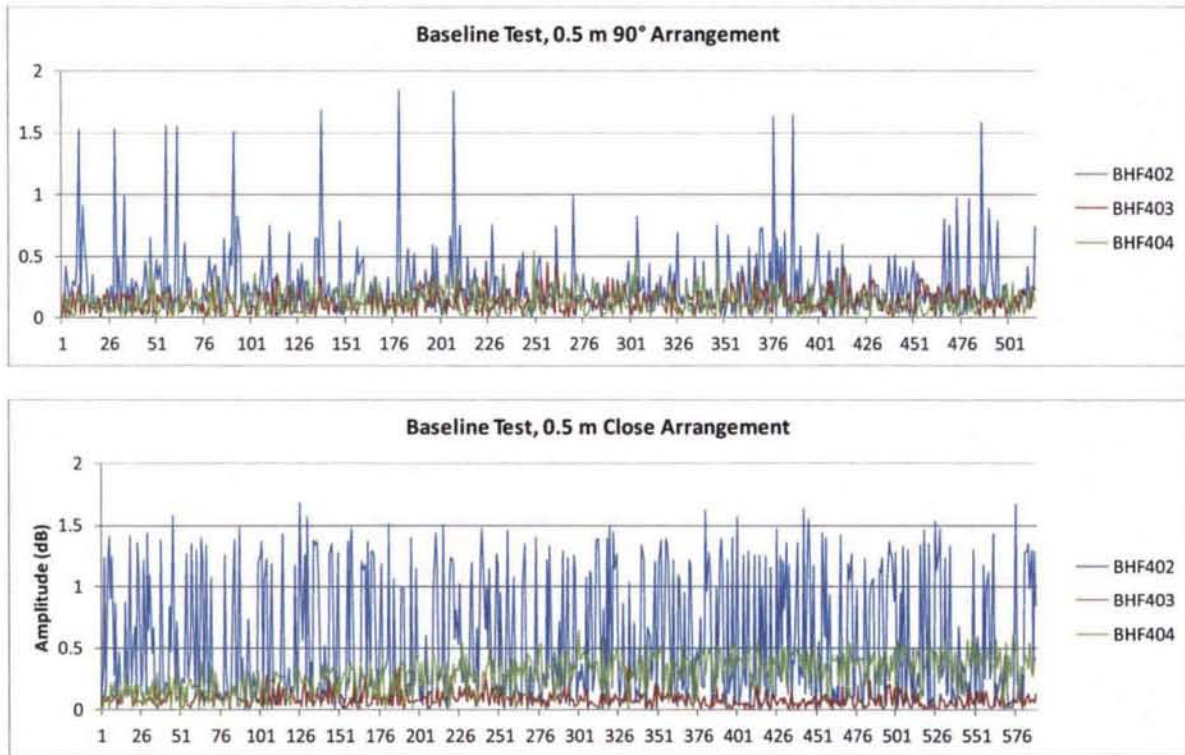 Baseline Test, 0.5 m 90° Arrangement
2
1.5
1
0.5
0
BHF402
BHF403
BHF404
1 26 51 76 101 126 151 176 201 226 251 276 301 326 351 376 401 426 451 476 501
Baseline Test, 0.5 m Close Arrangement
Amplitude (dB)
2
1.5
1
0.5
0
BHF402
BHF403
BHF404
1 26 51 76 101 126 151 176 201 226 251 276 301 326 351 376 401 426 451 476 501 526 551 576